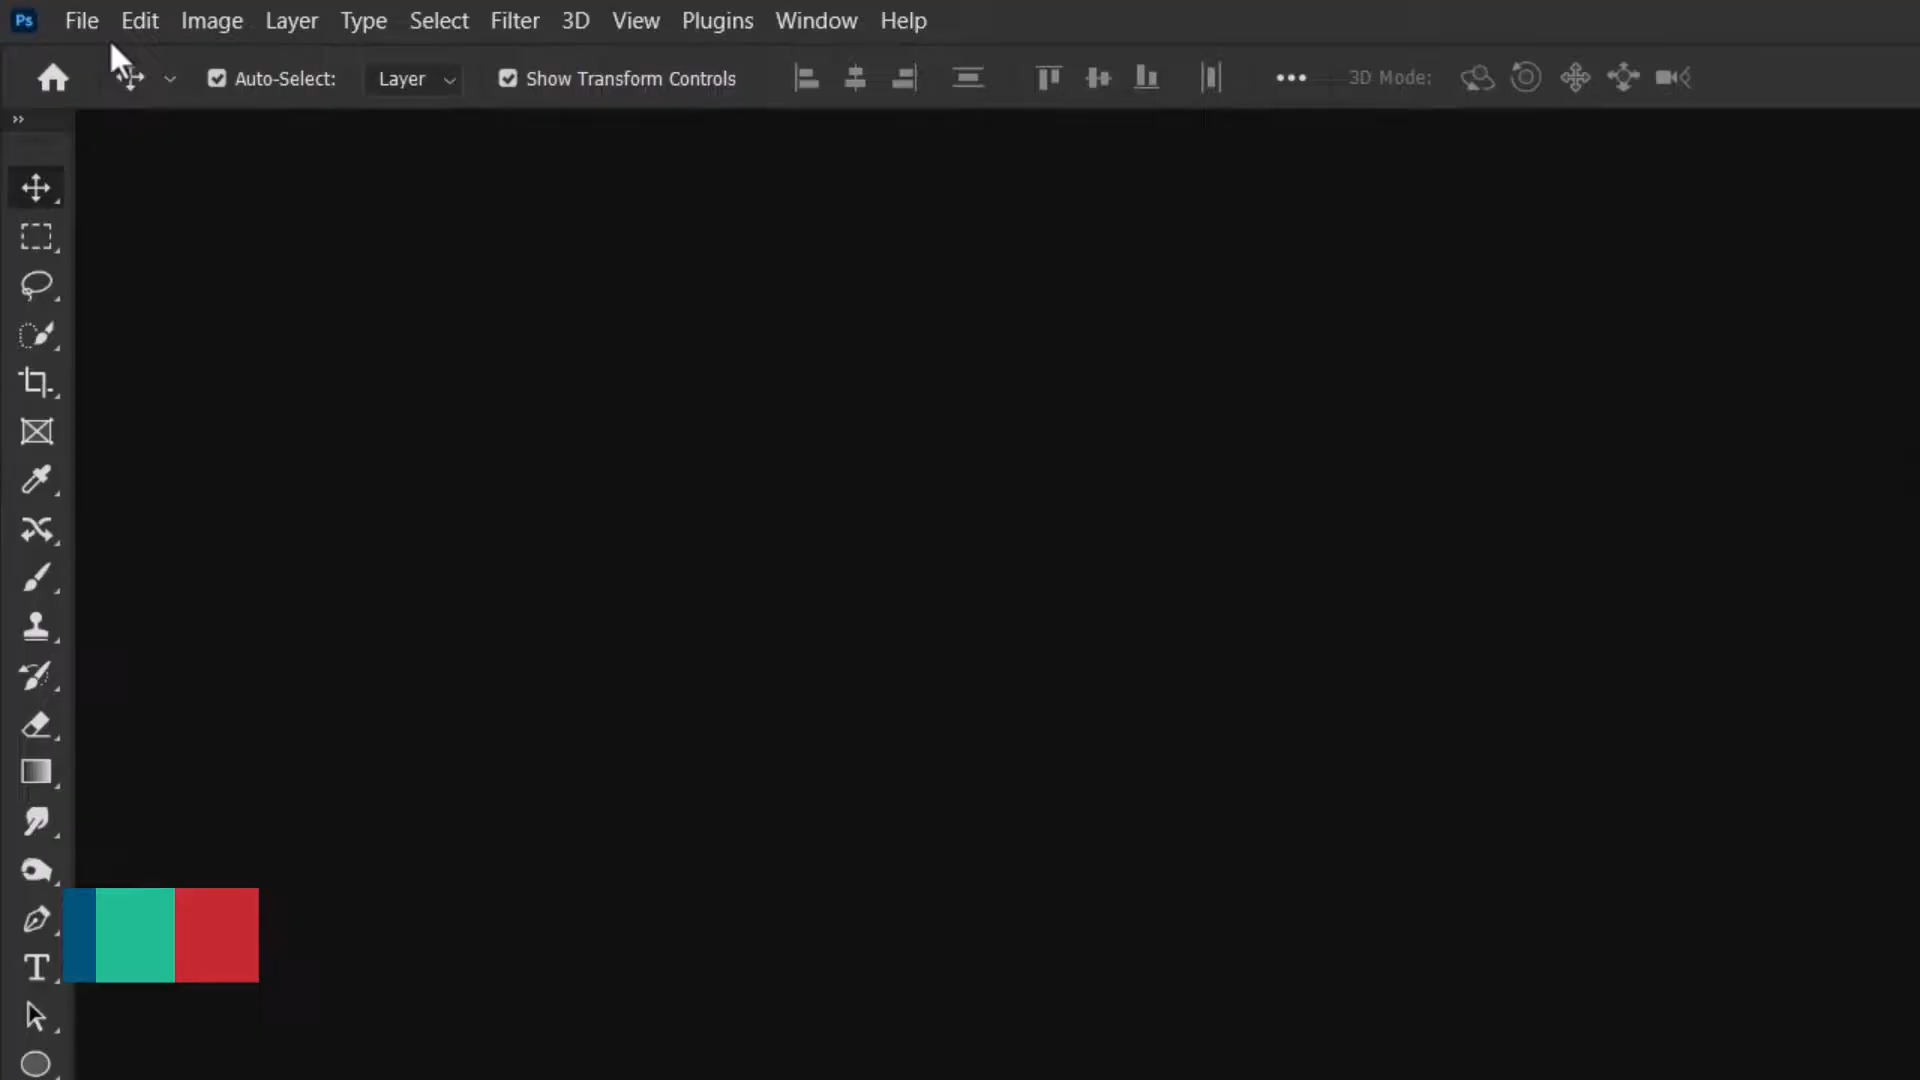 Ps File Edit Image Layer Type Select Filter 3D View Plugins Window Help
Auto-Select: Layer Show Transform Controls 3D Mode:
T